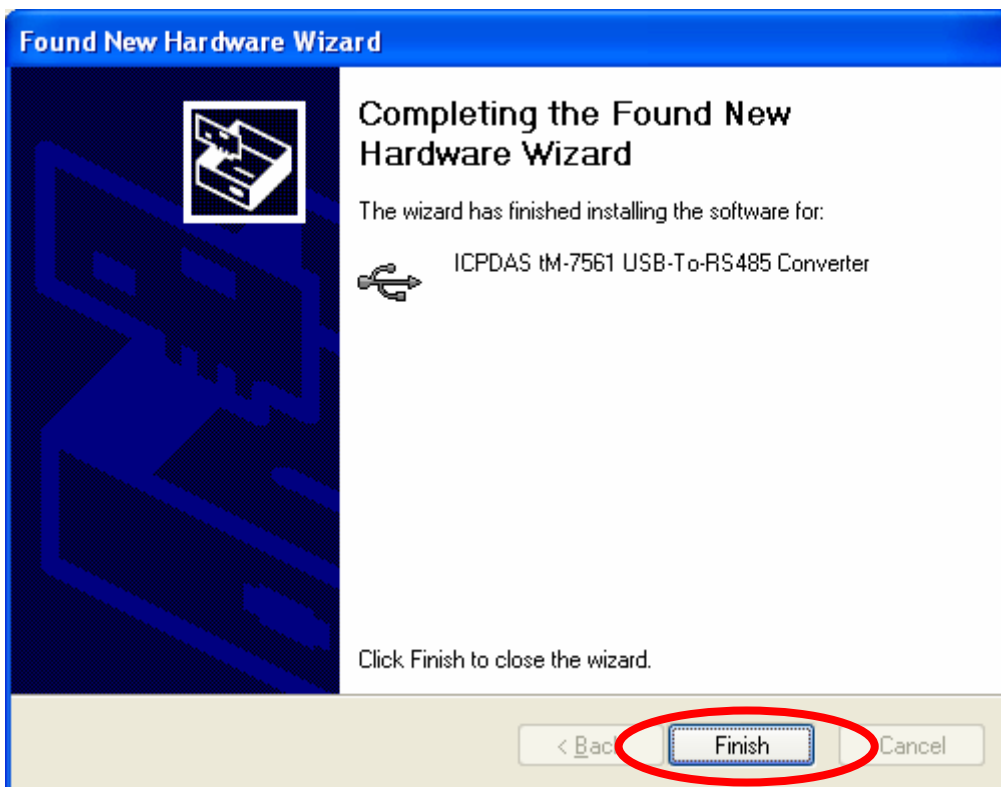 Found New Hardware Wizard
Completing the Found New
Hardware Wizard
The wizard has finished installing the software for:
ICPDAS tM-7561 USB-To-RS485 Converter
Click Finish to close the wizard.
< Back Finish Cancel